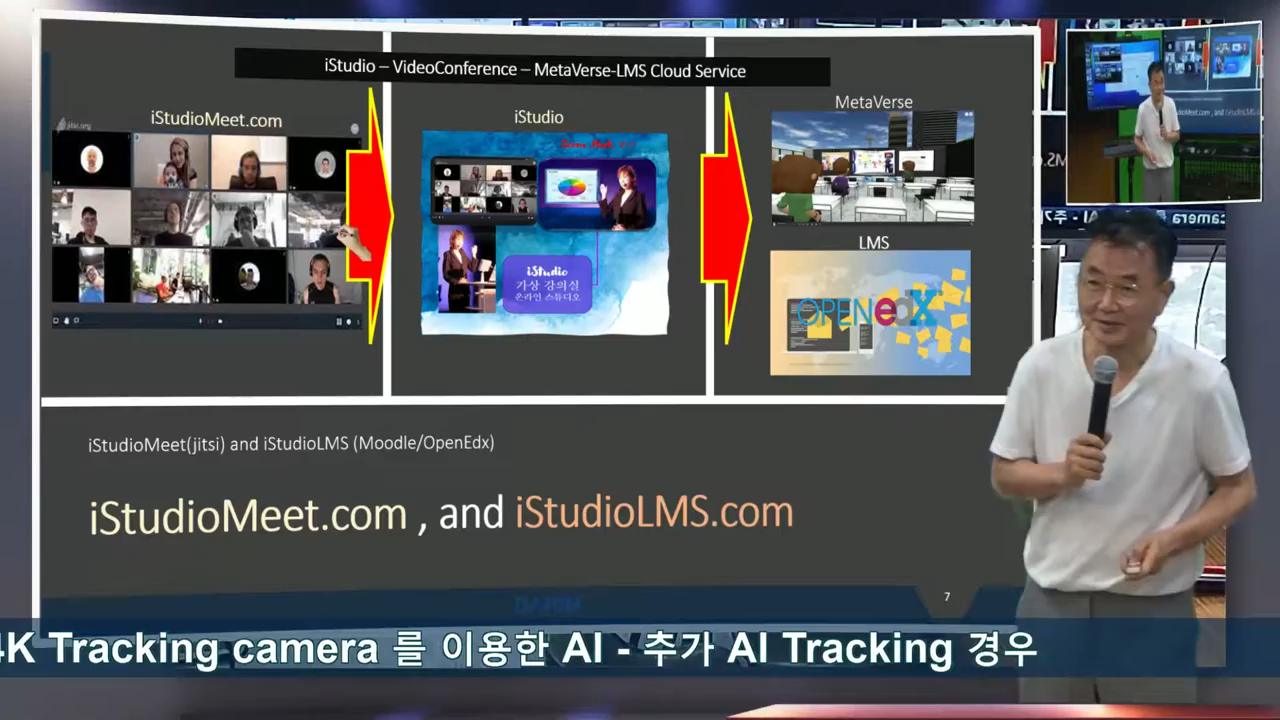 iStudio – VideoConference – MetaVerse-LMS Cloud Service
iStudioMeet.com
iStudio
MetaVerse
jitsi.org
LMS
iStudio
가상 강의실
온라인 스튜디오
OPENedX
iStudioMeet(jitsi) and iStudioLMS (Moodle/OpenEdx)
iStudioMeet.com , and iStudioLMS.com
7
4K Tracking camera 를 이용한 AI - 추가 AI Tracking 경우